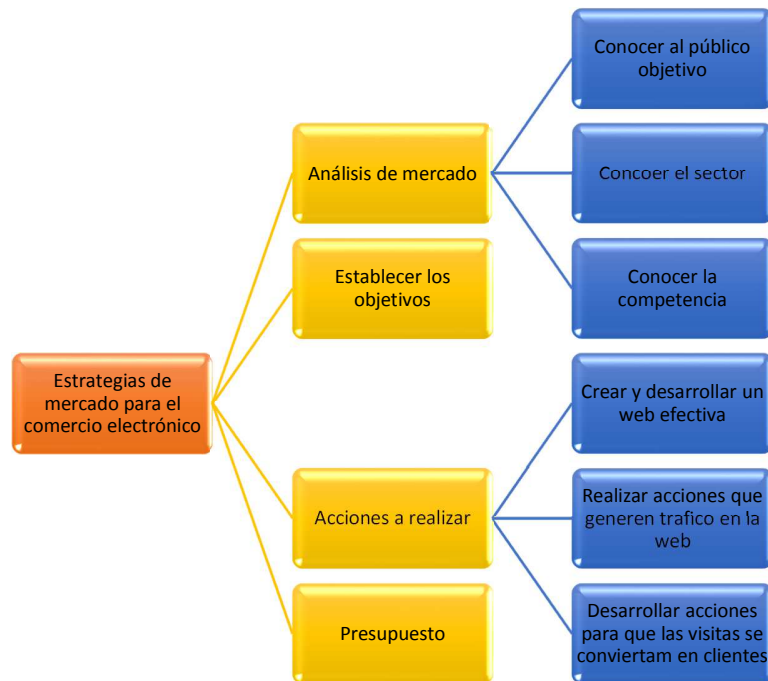 Conocer al público
objetivo
Análisis de mercado
Concoer el sector
Establecer los
objetivos
Conocer la
competencia
Estrategias de
mercado para el
comercio electrónico
Crear y desarrollar un
web efectiva
Acciones a realizar
Realizar acciones que
generen trafico en la
web
Presupuesto
Desarrollar acciones
para que las visitas se
conviertam en clientes